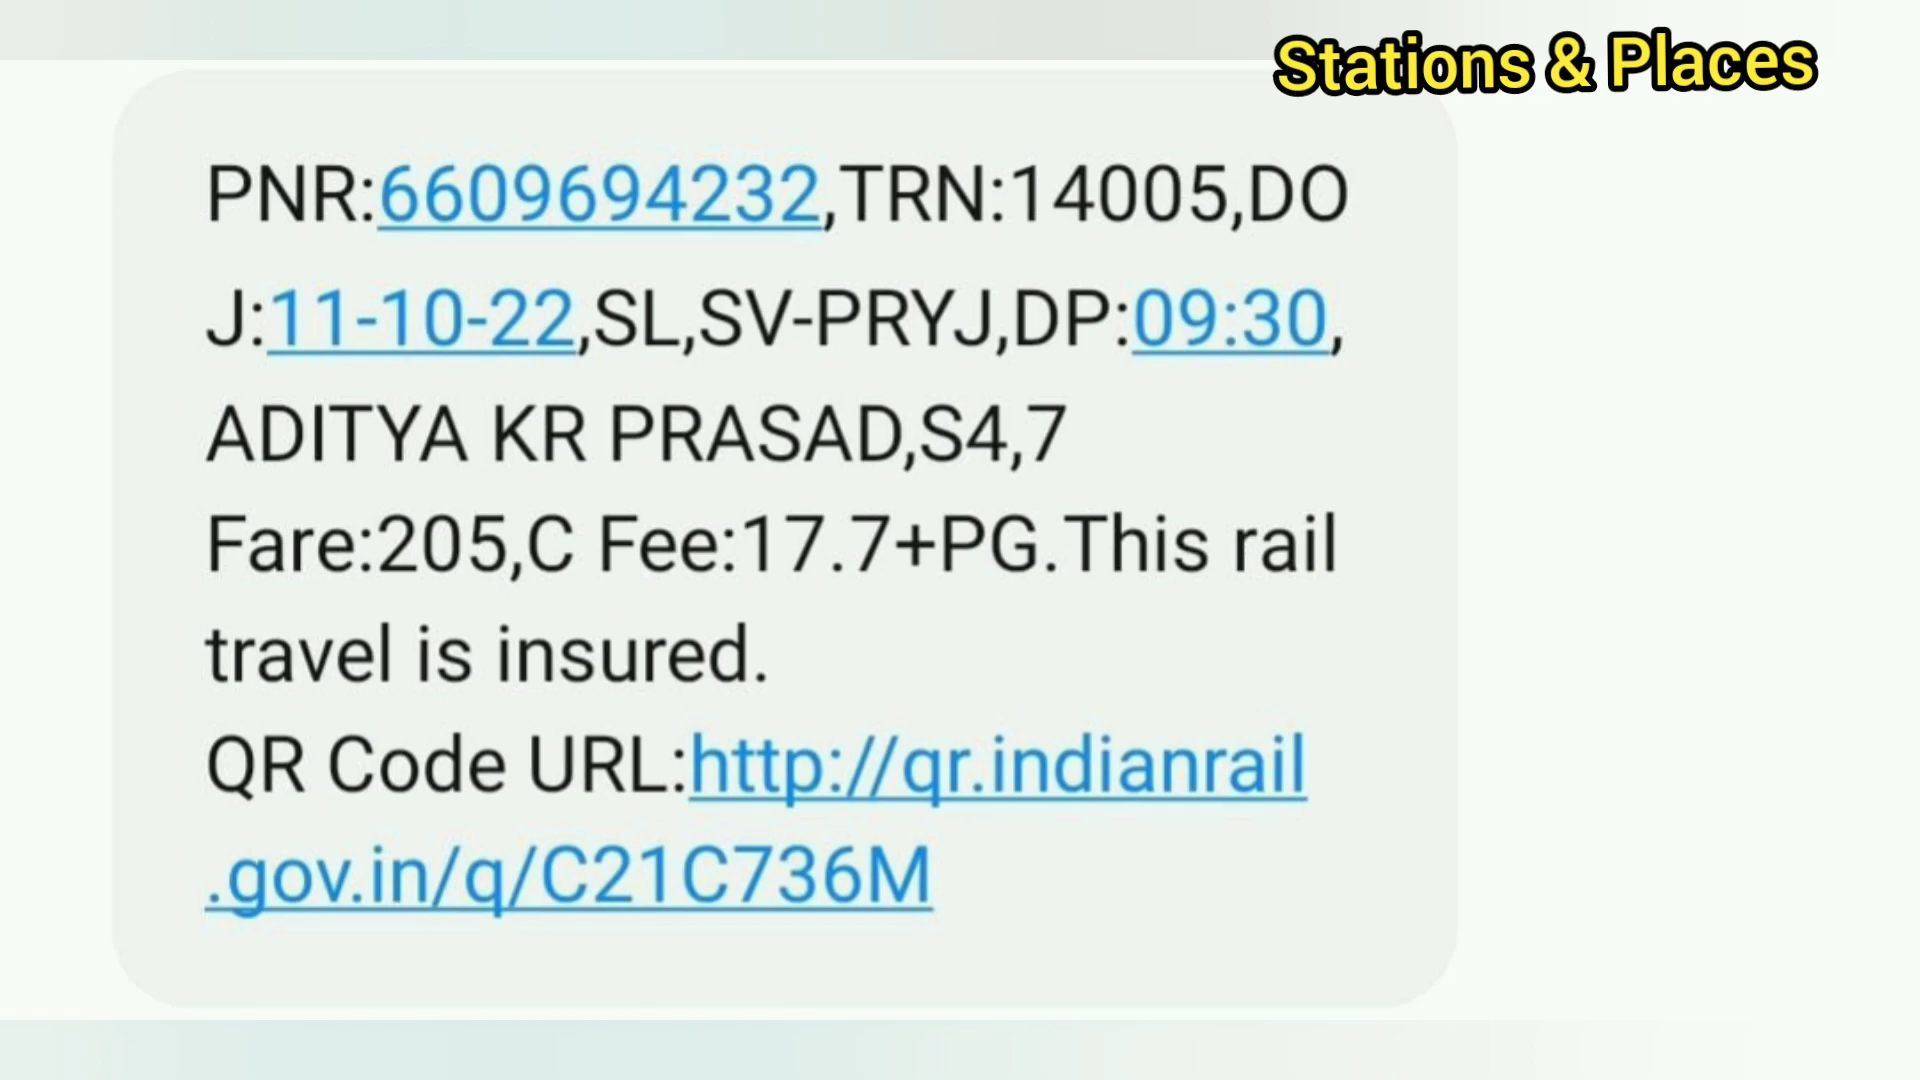 Stations & Places
PNR:6609694232,TRN:14005,DO
J:11-10-22,SL,SV-PRYJ,DP:09:30,
ADITYA KR PRASAD,S4,7
Fare:205,C Fee:17.7+PG.This rail
travel is insured.
QR Code URL:http://qr.indianrail
.gov.in/q/C21C736M